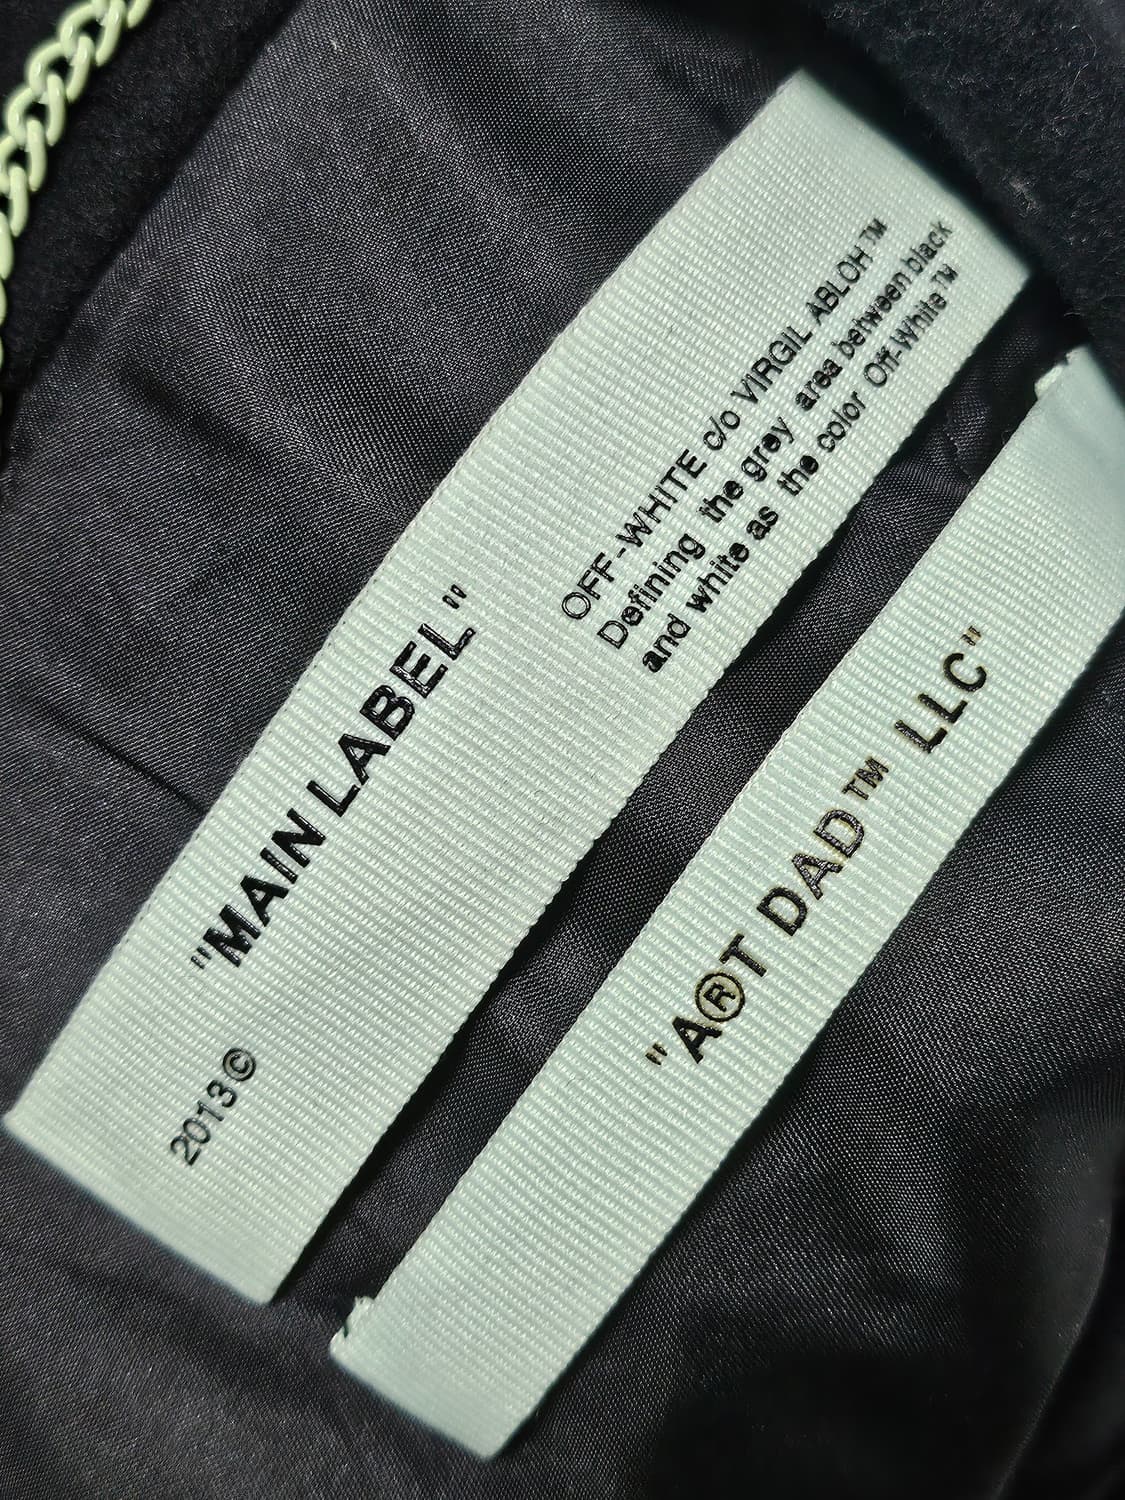 OFF-WHITE c/o VIRGIL ABLOH™
Defining the grey area between black
and white as the color Off-White™
"MAIN LABEL"
2013©
"A®T DAD™ LLC"